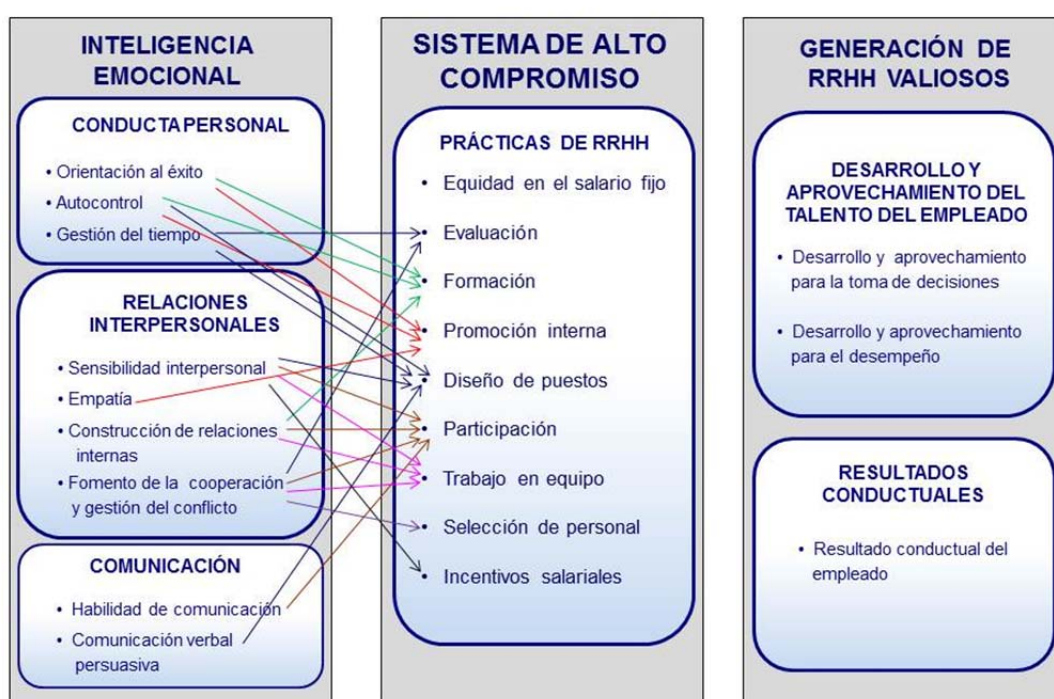 INTELIGENCIA
EMOCIONAL
CONDUCTA PERSONAL
• Orientación al éxito
• Autocontrol
• Gestión del tiempo
RELACIONES
INTERPERSONALES
• Sensibilidad interpersonal
• Empatía
• Construcción de relaciones
internas
• Fomento de la cooperación
y gestión del conflicto
COMUNICACIÓN
• Habilidad de comunicación
• Comunicación verbal
persuasiva
SISTEMA DE ALTO
COMPROMISO
PRÁCTICAS DE RRHH
• Equidad en el salario fijo
• Evaluación
• Formación
• Promoción interna
• Diseño de puestos
• Participación
• Trabajo en equipo
• Selección de personal
• Incentivos salariales
GENERACIÓN DE
RRHH VALIOSOS
DESARROLLO Y
APROVECHAMIENTO DEL
TALENTO DEL EMPLEADO
• Desarrollo y aprovechamiento
para la toma de decisiones
• Desarrollo y aprovechamiento
para el desempeño
RESULTADOS
CONDUCTUALES
• Resultado conductual del
empleado